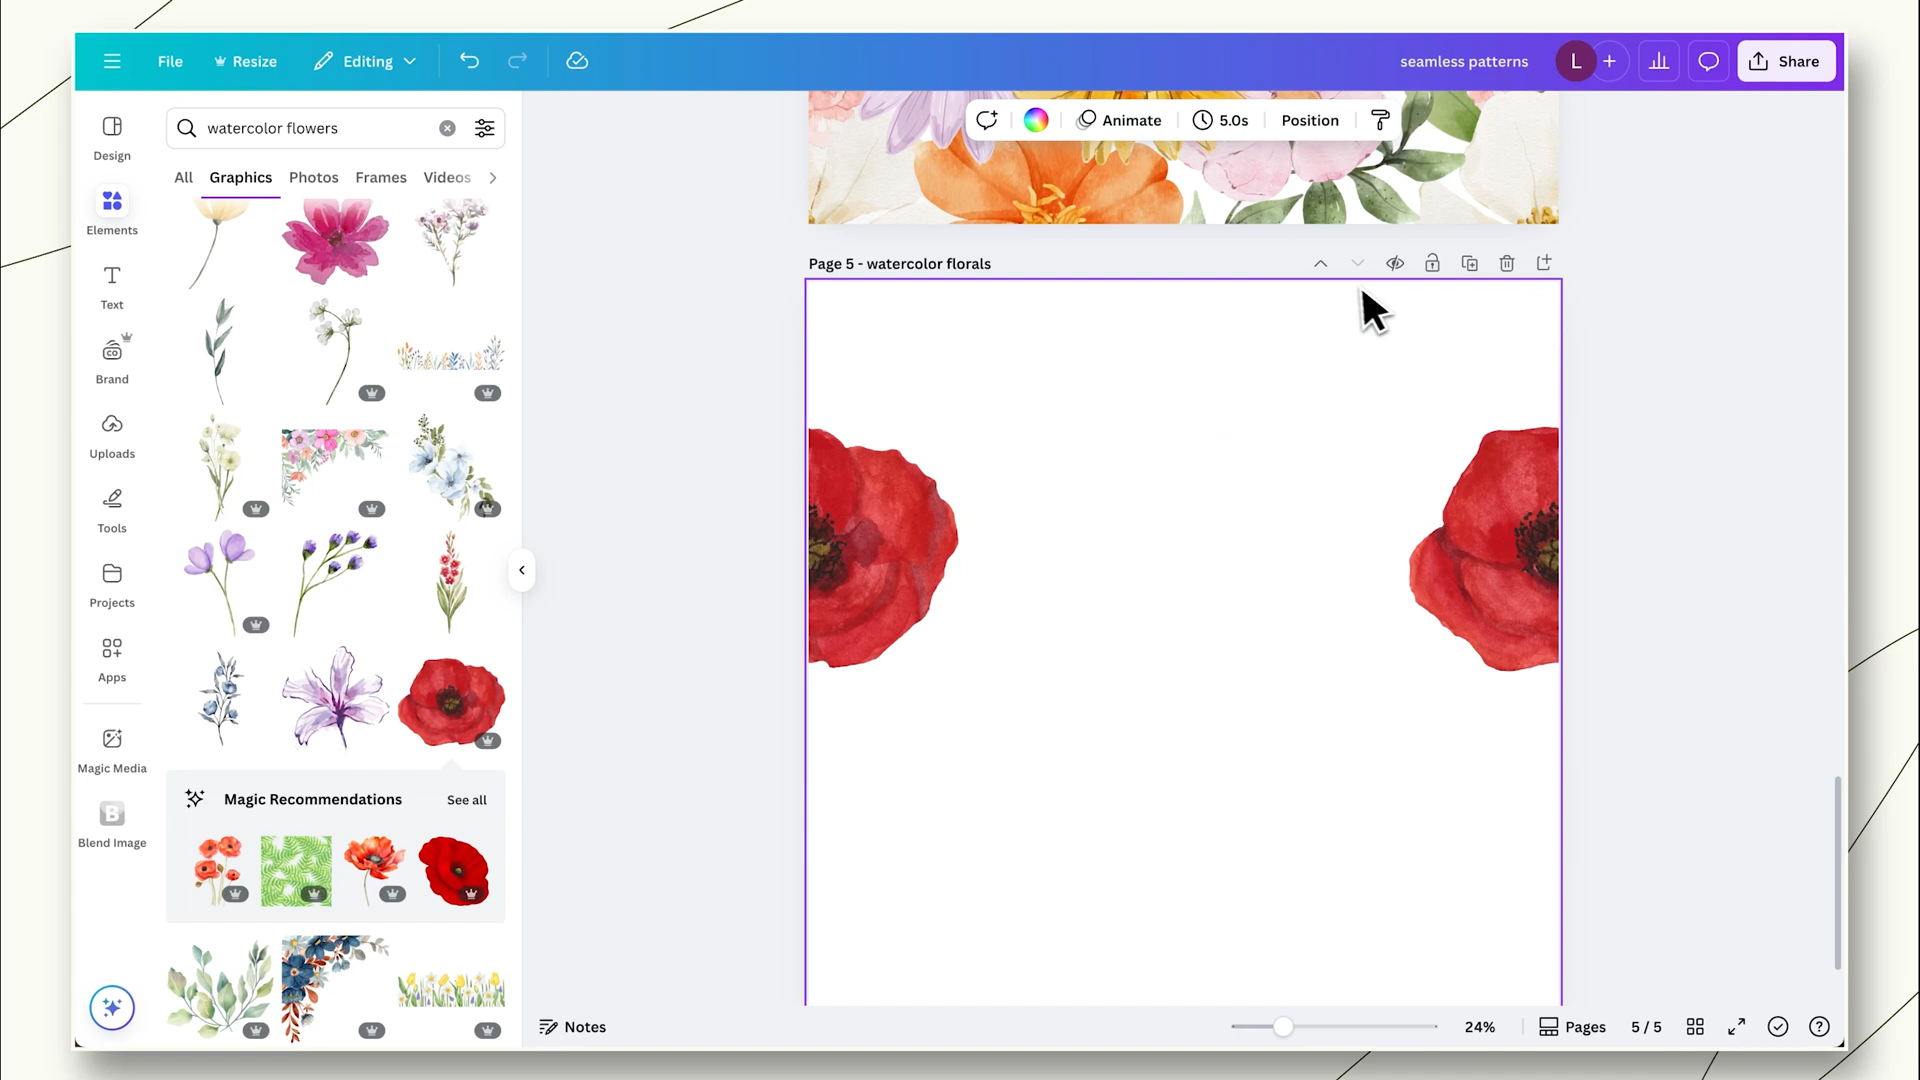 File
Resize
Editing
seamless patterns
L
Share
Design
Elements
Text
Brand
Uploads
Tools
Projects
Apps
Magic Media
B
Blend Image
watercolor flowers
All
Graphics
Photos
Frames
Videos
Magic Recommendations
See all
Animate
5.0s
Position
Page 5 - watercolor florals
Notes
24%
Pages
5 / 5